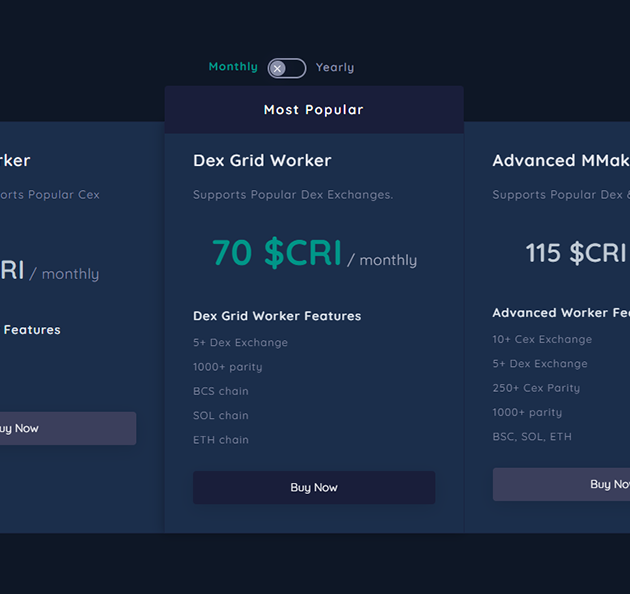 Monthly Yearly
Most Popular
rker
orts Popular Cex
RI / monthly
Features
uy Now
Dex Grid Worker
Supports Popular Dex Exchanges.
70 $CRI / monthly
Dex Grid Worker Features
5+ Dex Exchange
1000+ parity
BCS chain
SOL chain
ETH chain
Buy Now
Advanced MMak
Supports Popular Dex &
115 $CRI
Advanced Worker Fea
10+ Cex Exchange
5+ Dex Exchange
250+ Cex Parity
1000+ parity
BSC, SOL, ETH
Buy Now